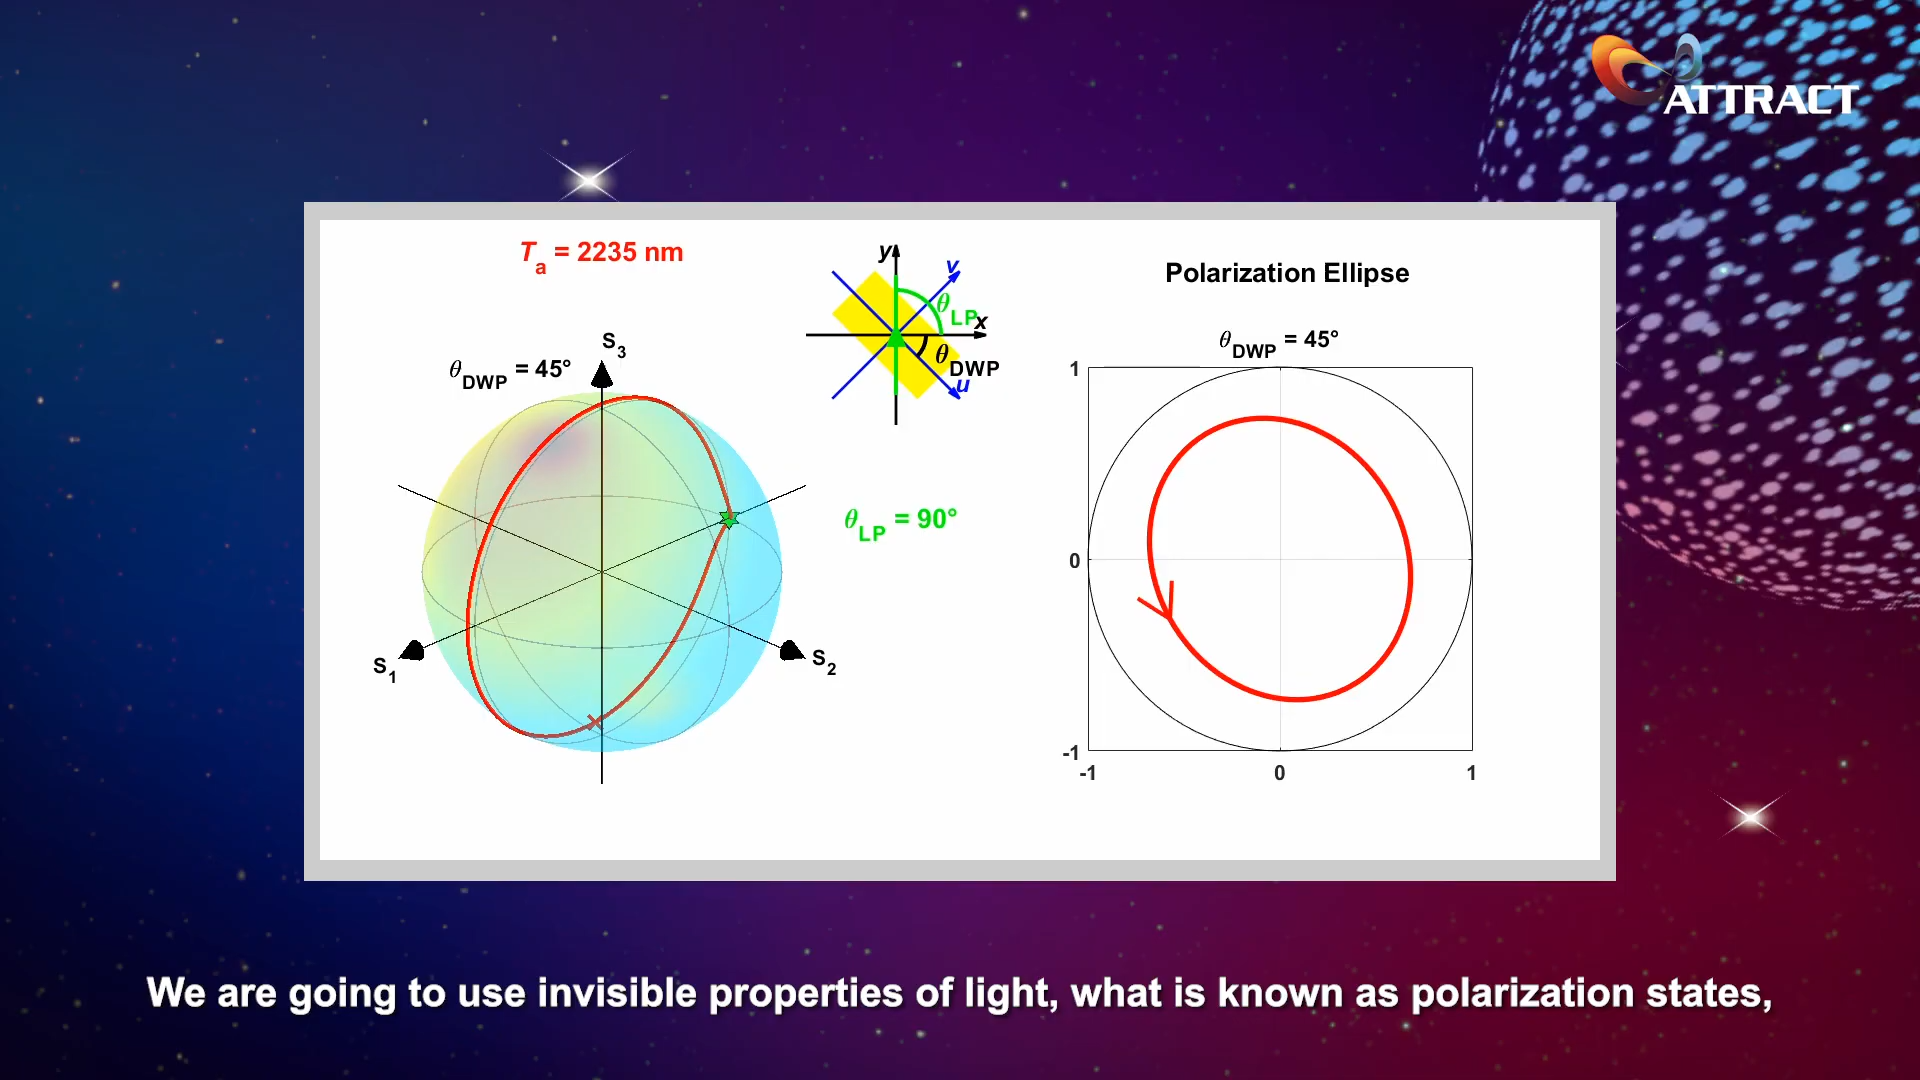 ATTRACT
Ta = 2235 nm
y
v
θLP
x
θDWP
u
Polarization Ellipse
θDWP = 45°
S3
θDWP = 45°
θLP = 90°
S1
S2
1
0
-1
-1 0 1
We are going to use invisible properties of light, what is known as polarization states,